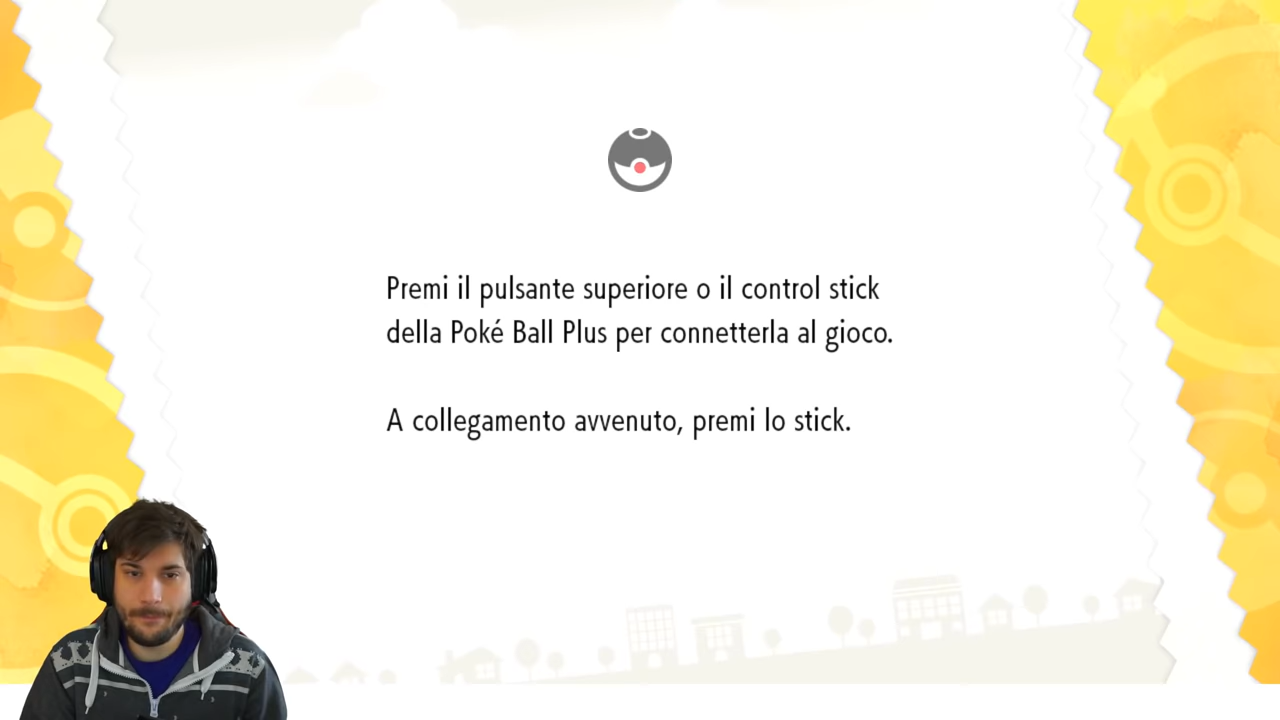 Premi il pulsante superiore o il control stick
della Poké Ball Plus per connetterla al gioco.
A collegamento avvenuto, premi lo stick.